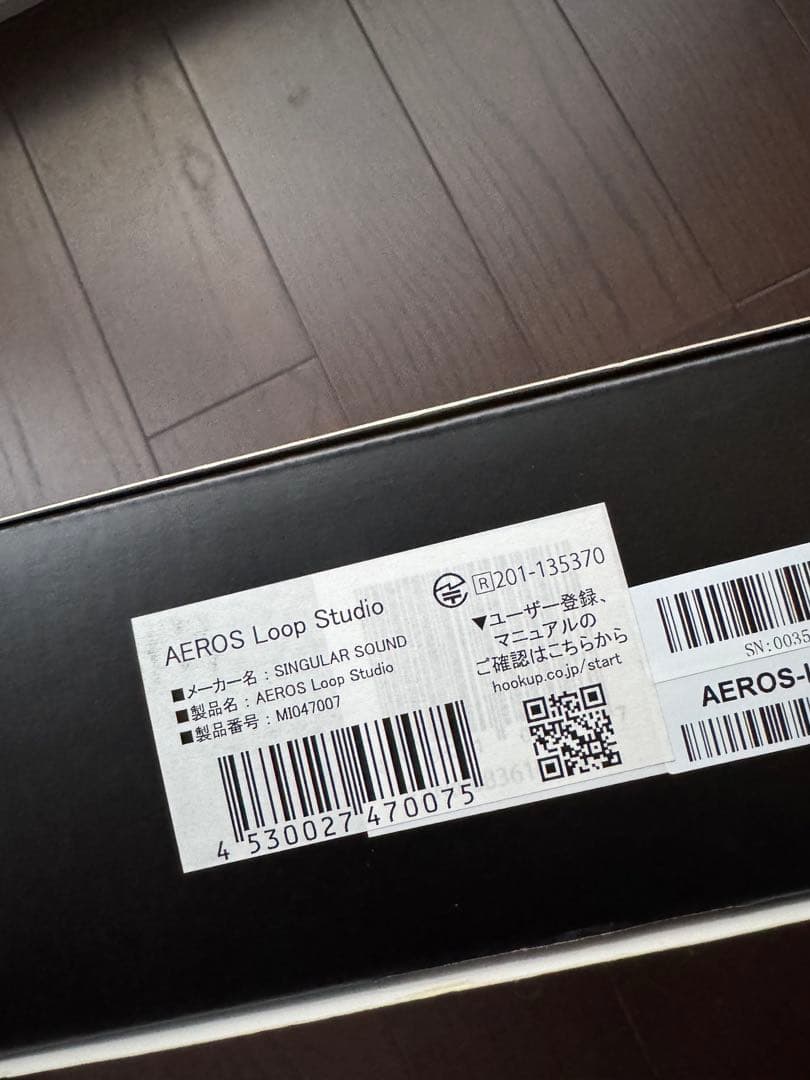 AEROS Loop Studio
■メーカー名：SINGULAR SOUND
■製品名：AEROS Loop Studio
■製品番号：MI047007
4 530027 470075
R 201-135370
▼ユーザー登録、
マニュアルの
ご確認はこちらから
hookup.co.jp/start
SN:0035
AEROS-